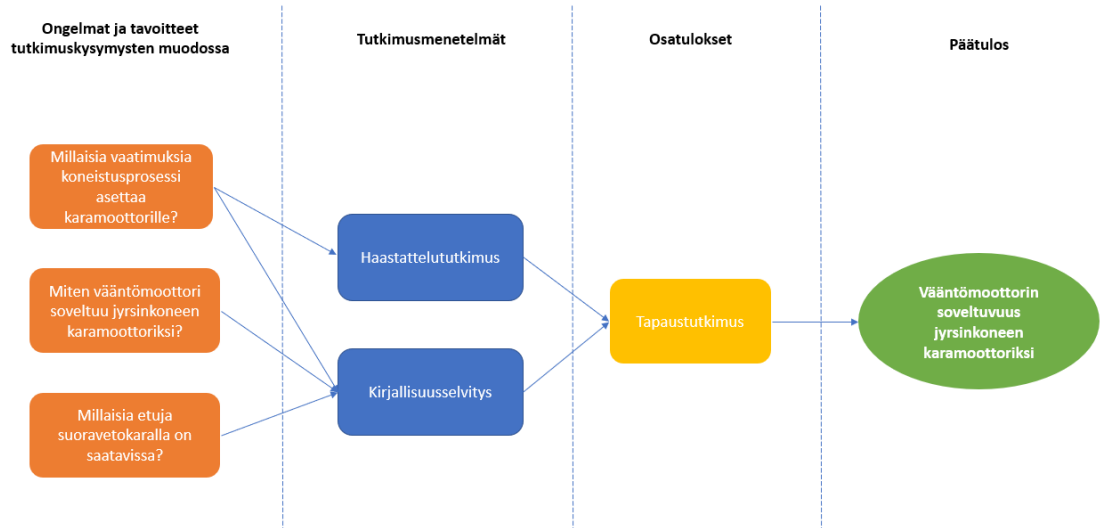 Ongelmat ja tavoitteet
tutkimuskysymysten muodossa
Tutkimusmenetelmät
Osatulokset
Päätulos
Millaisia vaatimuksia
koneistusprosessi
asettaa
karamoottorille?
Miten vääntömoottori
soveltuu jyrsinkoneen
karamoottoriksi?
Millaisia etuja
suoravetokaralla on
saatavissa?
Haastattelututkimus
Kirjallisuusselvitys
Tapaustutkimus
Vääntömoottorin
soveltuvuus
jyrsinkoneen
karamoottoriksi